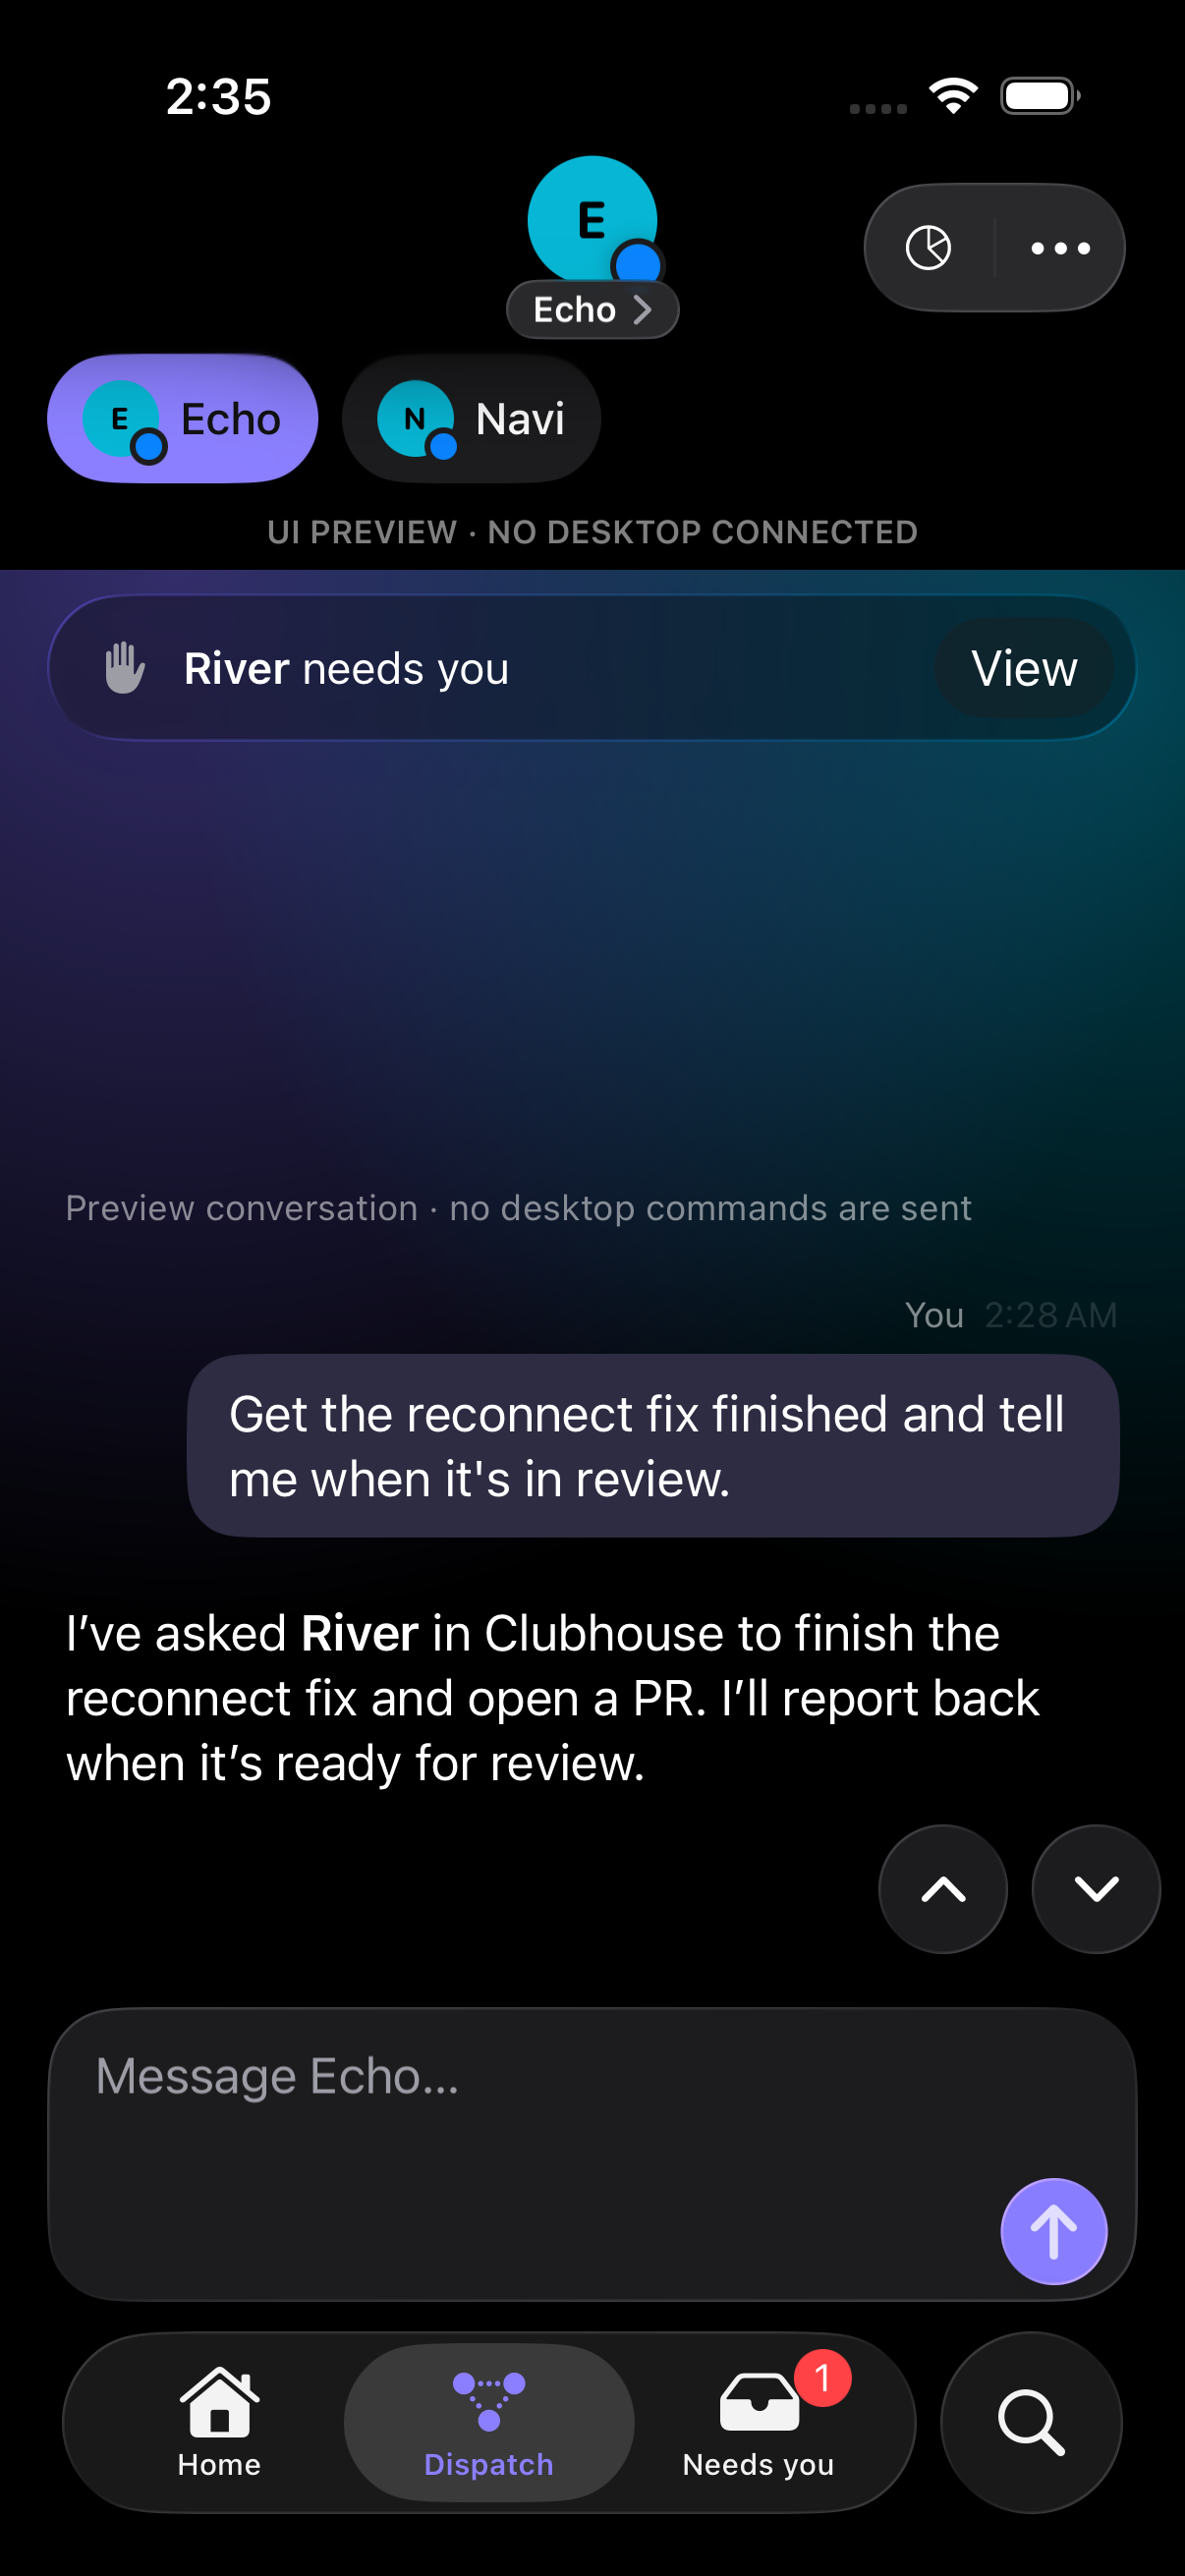 2:35
E
Echo
E Echo
N Navi
UI PREVIEW · NO DESKTOP CONNECTED
River needs you
View
Preview conversation · no desktop commands are sent
You 2:28 AM
Get the reconnect fix finished and tell
me when it's in review.
I’ve asked River in Clubhouse to finish the
reconnect fix and open a PR. I’ll report back
when it’s ready for review.
Message Echo...
1
Home
Dispatch
Needs you